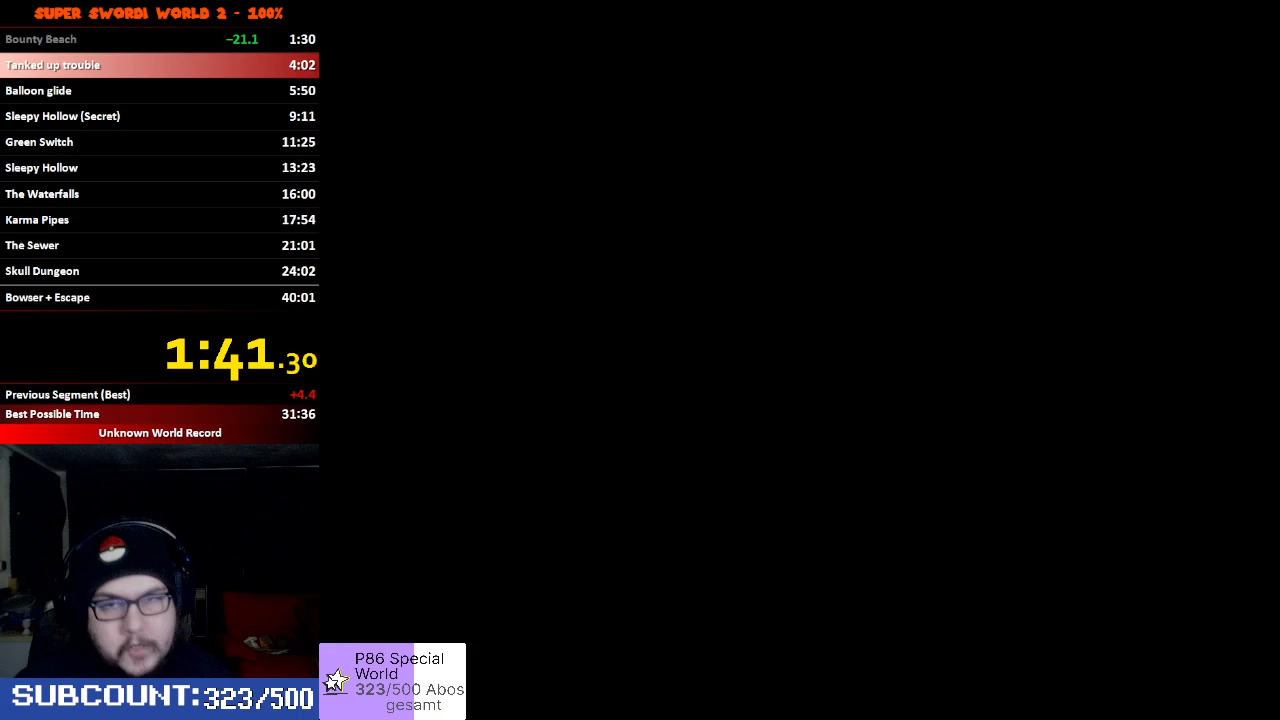 SUPER SWORDI WORLD 2 - 100%
Bounty Beach −21.1 1:30
Tanked up trouble 4:02
Balloon glide 5:50
Sleepy Hollow (Secret) 9:11
Green Switch 11:25
Sleepy Hollow 13:23
The Waterfalls 16:00
Karma Pipes 17:54
The Sewer 21:01
Skull Dungeon 24:02
Bowser + Escape 40:01
1:41.30
Previous Segment (Best) +4.4
Best Possible Time 31:36
Unknown World Record
SUBCOUNT:323/500
P86 Special
World
323/500 Abos
gesamt